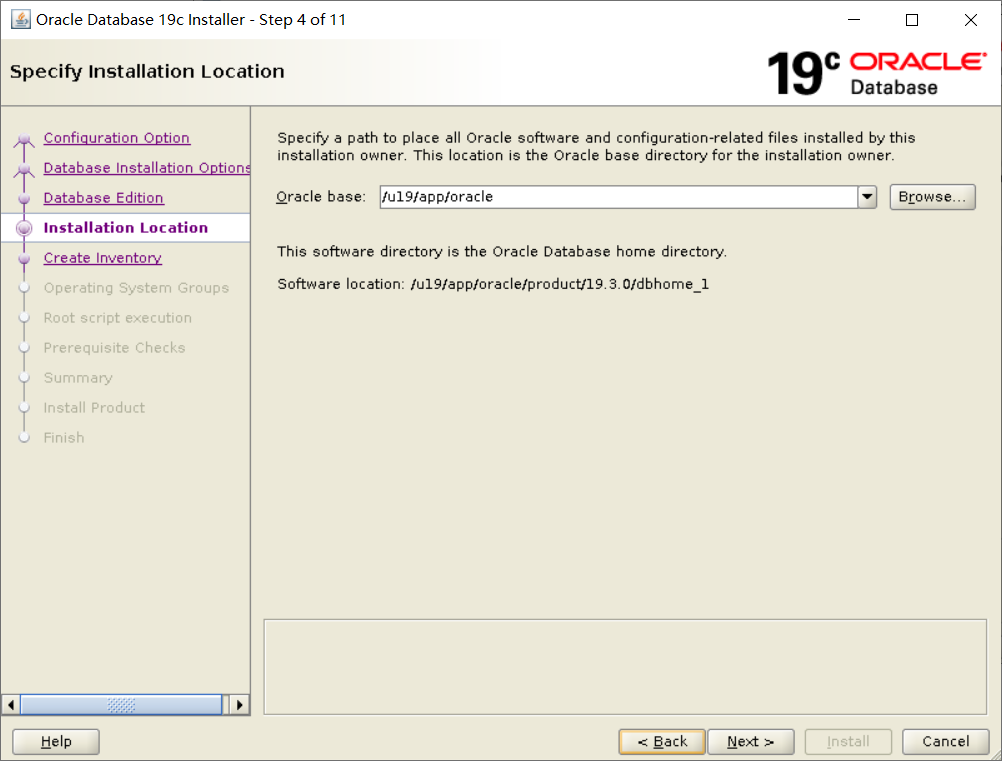 Oracle Database 19c Installer - Step 4 of 11
Specify Installation Location
19c ORACLE
Database
Configuration Option
Database Installation Options
Database Edition
Installation Location
Create Inventory
Operating System Groups
Root script execution
Prerequisite Checks
Summary
Install Product
Finish
Specify a path to place all Oracle software and configuration-related files installed by this
installation owner. This location is the Oracle base directory for the installation owner.
Oracle base: /u19/app/oracle Browse...
This software directory is the Oracle Database home directory.
Software location: /u19/app/oracle/product/19.3.0/dbhome_1
Help < Back Next > Install Cancel